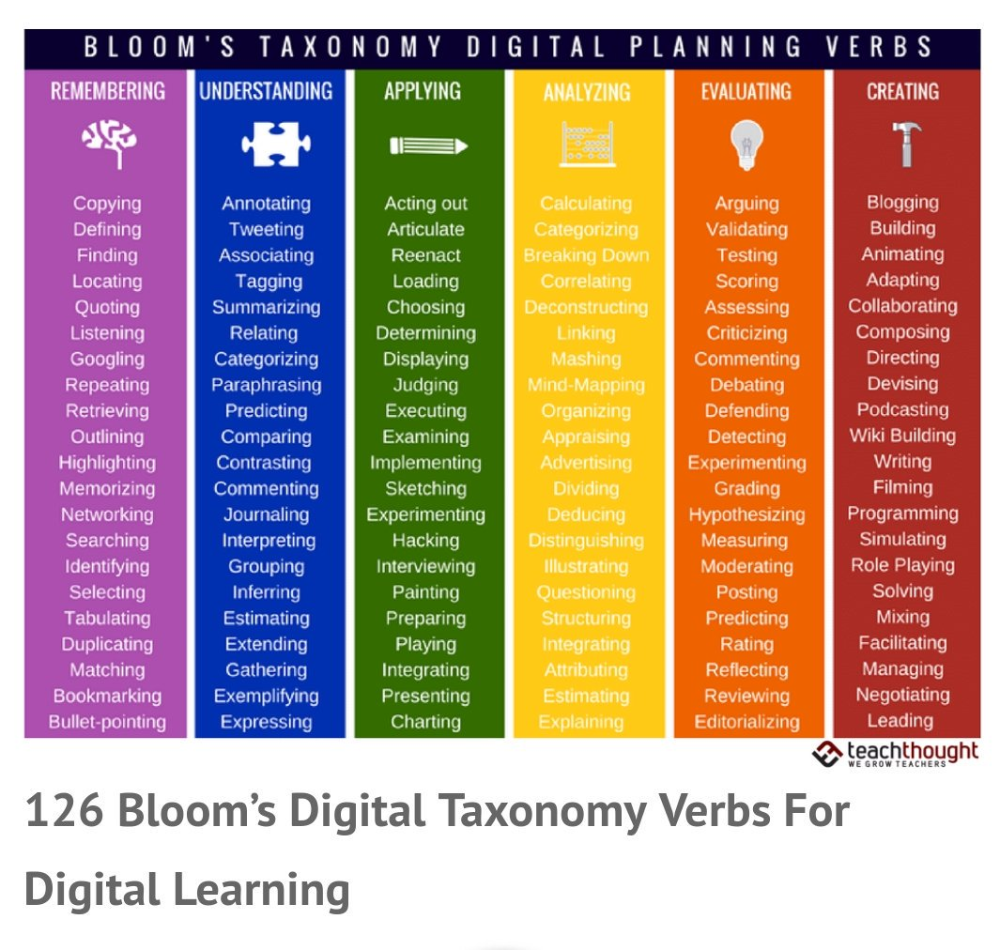 BLOOM'S TAXONOMY DIGITAL PLANNING VERBS
REMEMBERING
Copying
Defining
Finding
Locating
Quoting
Listening
Googling
Repeating
Retrieving
Outlining
Highlighting
Memorizing
Networking
Searching
Identifying
Selecting
Tabulating
Duplicating
Matching
Bookmarking
Bullet-pointing
UNDERSTANDING
Annotating
Tweeting
Associating
Tagging
Summarizing
Relating
Categorizing
Paraphrasing
Predicting
Comparing
Contrasting
Commenting
Journaling
Interpreting
Grouping
Inferring
Estimating
Extending
Gathering
Exemplifying
Expressing
APPLYING
Acting out
Articulate
Reenact
Loading
Choosing
Determining
Displaying
Judging
Executing
Examining
Implementing
Sketching
Experimenting
Hacking
Interviewing
Painting
Preparing
Playing
Integrating
Presenting
Charting
ANALYZING
Calculating
Categorizing
Breaking Down
Correlating
Deconstructing
Linking
Mashing
Mind-Mapping
Organizing
Appraising
Advertising
Dividing
Deducing
Distinguishing
Illustrating
Questioning
Structuring
Integrating
Attributing
Estimating
Explaining
EVALUATING
Arguing
Validating
Testing
Scoring
Assessing
Criticizing
Commenting
Debating
Defending
Detecting
Experimenting
Grading
Hypothesizing
Measuring
Moderating
Posting
Predicting
Rating
Reflecting
Reviewing
Editorializing
CREATING
Blogging
Building
Animating
Adapting
Collaborating
Composing
Directing
Devising
Podcasting
Wiki Building
Writing
Filming
Programming
Simulating
Role Playing
Solving
Mixing
Facilitating
Managing
Negotiating
Leading
teachthought
WE GROW TEACHERS
126 Bloom’s Digital Taxonomy Verbs For
Digital Learning